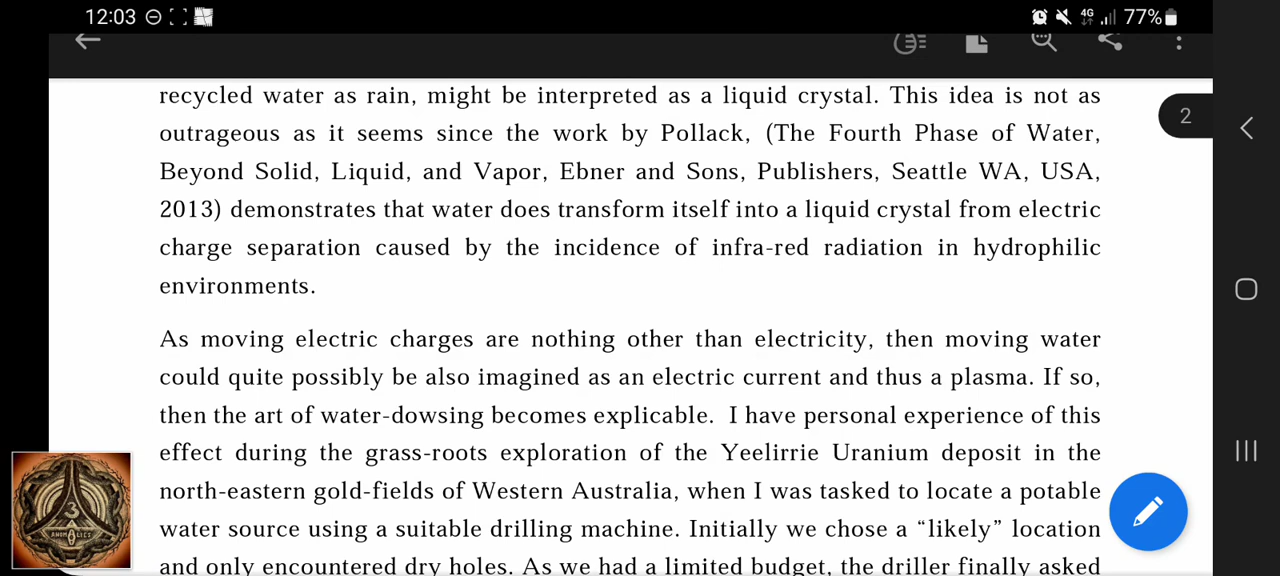 12:03
4G
77%
2
recycled water as rain, might be interpreted as a liquid crystal. This idea is not as
outrageous as it seems since the work by Pollack, (The Fourth Phase of Water,
Beyond Solid, Liquid, and Vapor, Ebner and Sons, Publishers, Seattle WA, USA,
2013) demonstrates that water does transform itself into a liquid crystal from electric
charge separation caused by the incidence of infra-red radiation in hydrophilic
environments.
As moving electric charges are nothing other than electricity, then moving water
could quite possibly be also imagined as an electric current and thus a plasma. If so,
then the art of water-dowsing becomes explicable. I have personal experience of this
effect during the grass-roots exploration of the Yeelirrie Uranium deposit in the
north-eastern gold-fields of Western Australia, when I was tasked to locate a potable
water source using a suitable drilling machine. Initially we chose a “likely” location
and only encountered dry holes. As we had a limited budget, the driller finally asked
3